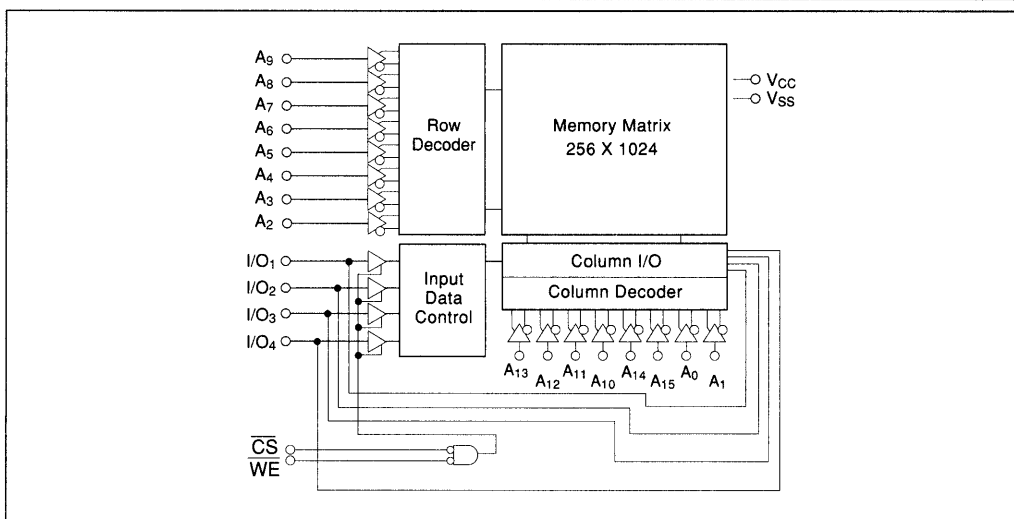 A9
A8
A7
A6
A5
A4
A3
A2
Row
Decoder
Memory Matrix
256 X 1024
VCC
VSS
I/O1
I/O2
I/O3
I/O4
Input
Data
Control
Column I/O
Column Decoder
A13 A12 A11 A10 A14 A15 A0 A1
CS
WE